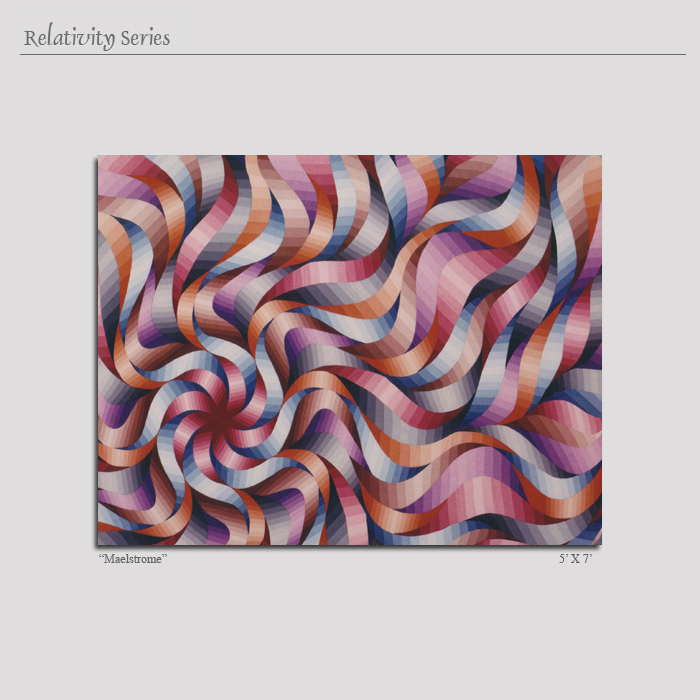 Relativity Series
“Maelstrome”
5’ X 7’